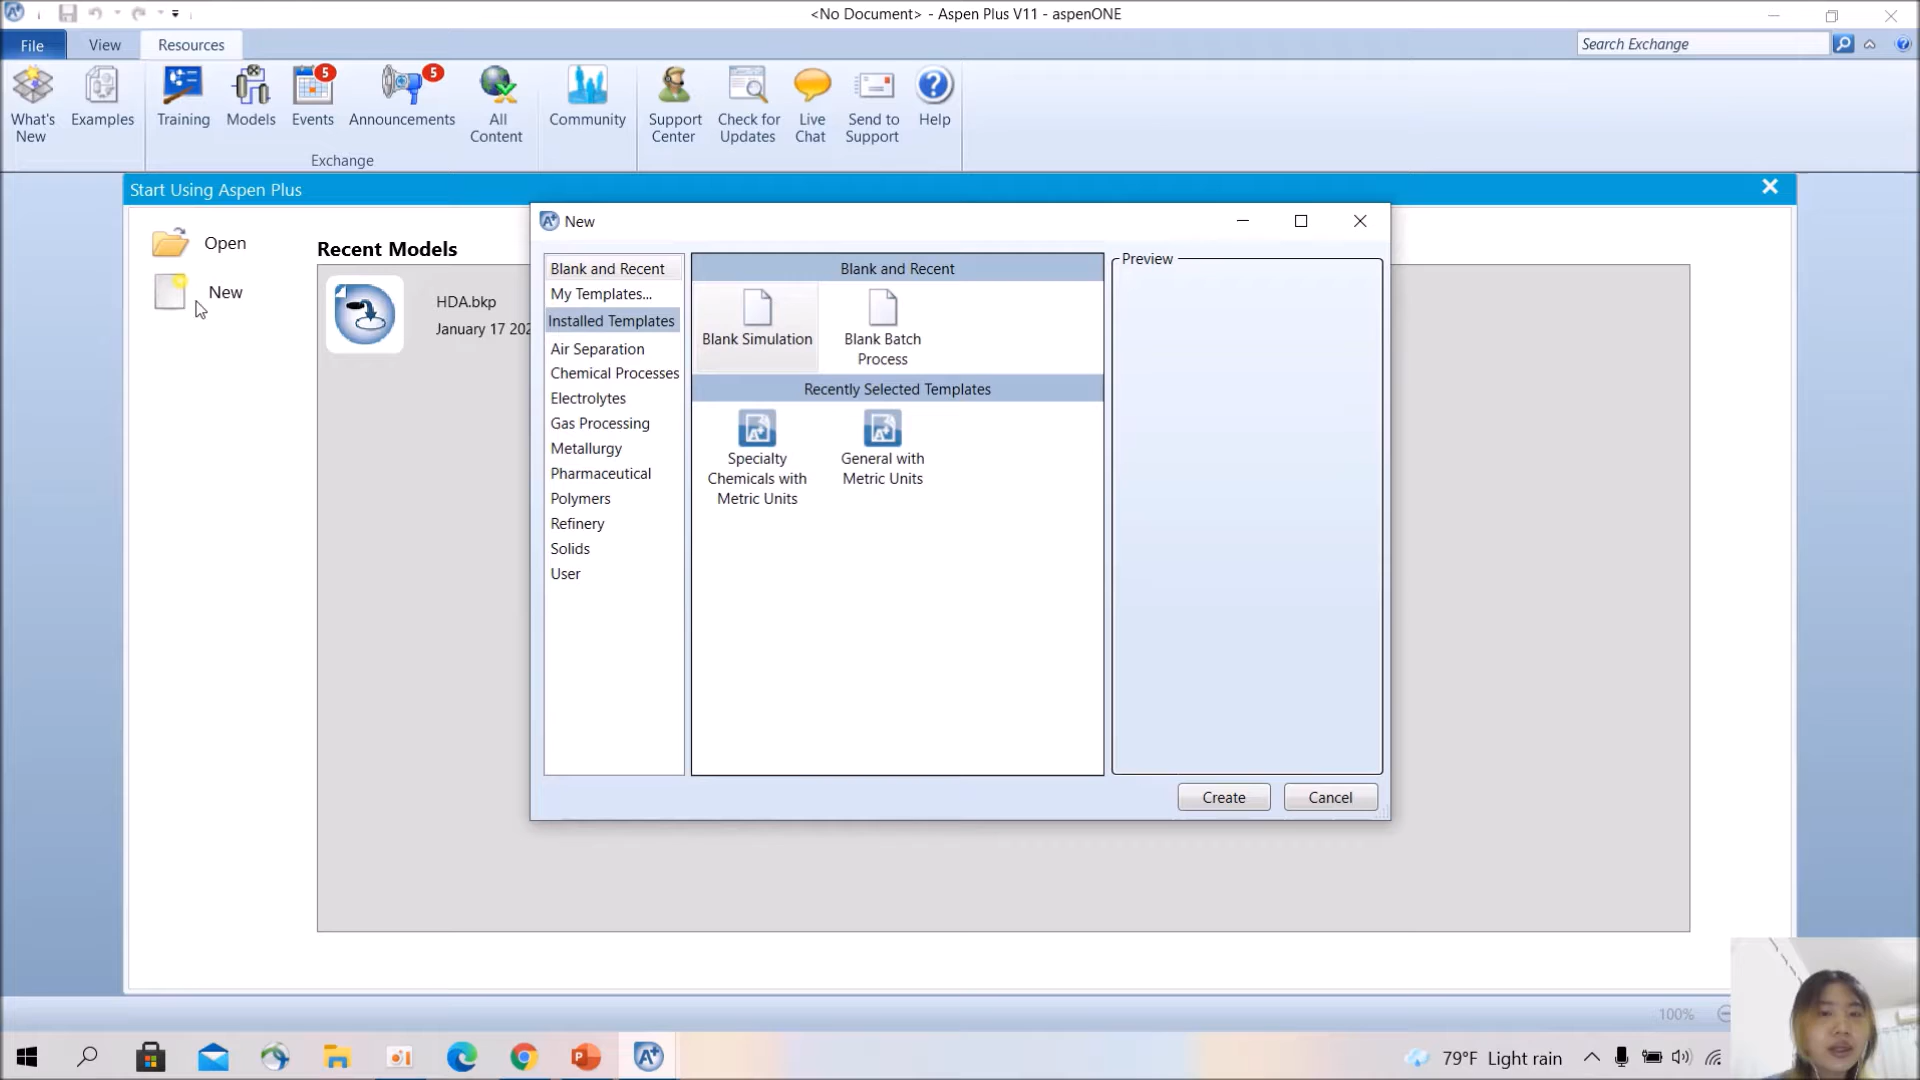 <No Document> - Aspen Plus V11 - aspenONE
File
View
Resources
Search Exchange
What's
New
Examples
Training
Models
5
Events
5
Announcements
All
Content
Exchange
Community
Support
Center
Check for
Updates
Live
Chat
Send to
Support
Help
Start Using Aspen Plus
Open
New
Recent Models
HDA.bkp
January 17 202
New
Blank and Recent
My Templates...
Installed Templates
Air Separation
Chemical Processes
Electrolytes
Gas Processing
Metallurgy
Pharmaceutical
Polymers
Refinery
Solids
User
Blank and Recent
Blank Simulation
Blank Batch
Process
Recently Selected Templates
Specialty
Chemicals with
Metric Units
General with
Metric Units
Preview
Create
Cancel
100%
79°F Light rain